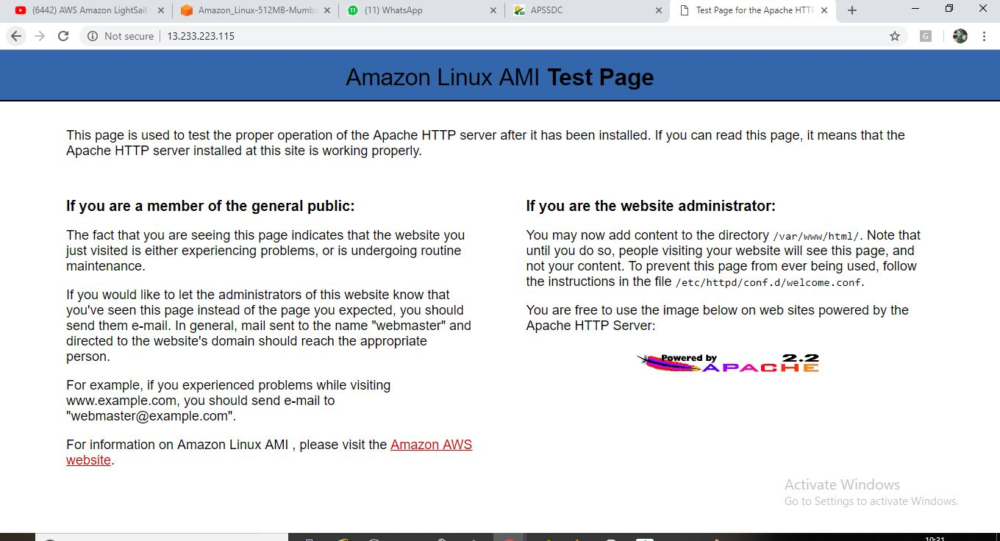 (6442) AWS Amazon LightSail
Amazon_Linux-512MB-Mumba
11
(11) WhatsApp
APSSDC
Test Page for the Apache HTTP
Not secure
13.233.223.115
G
Amazon Linux AMI Test Page
This page is used to test the proper operation of the Apache HTTP server after it has been installed. If you can read this page, it means that the
Apache HTTP server installed at this site is working properly.
If you are a member of the general public:
The fact that you are seeing this page indicates that the website you
just visited is either experiencing problems, or is undergoing routine
maintenance.
If you would like to let the administrators of this website know that
you've seen this page instead of the page you expected, you should
send them e-mail. In general, mail sent to the name "webmaster" and
directed to the website's domain should reach the appropriate
person.
For example, if you experienced problems while visiting
www.example.com, you should send e-mail to
"webmaster@example.com".
For information on Amazon Linux AMI , please visit the Amazon AWS
website.
If you are the website administrator:
You may now add content to the directory /var/www/html/. Note that
until you do so, people visiting your website will see this page, and
not your content. To prevent this page from ever being used, follow
the instructions in the file /etc/httpd/conf.d/welcome.conf.
You are free to use the image below on web sites powered by the
Apache HTTP Server:
Powered by
APACHE 2.2
Activate Windows
Go to Settings to activate Windows.